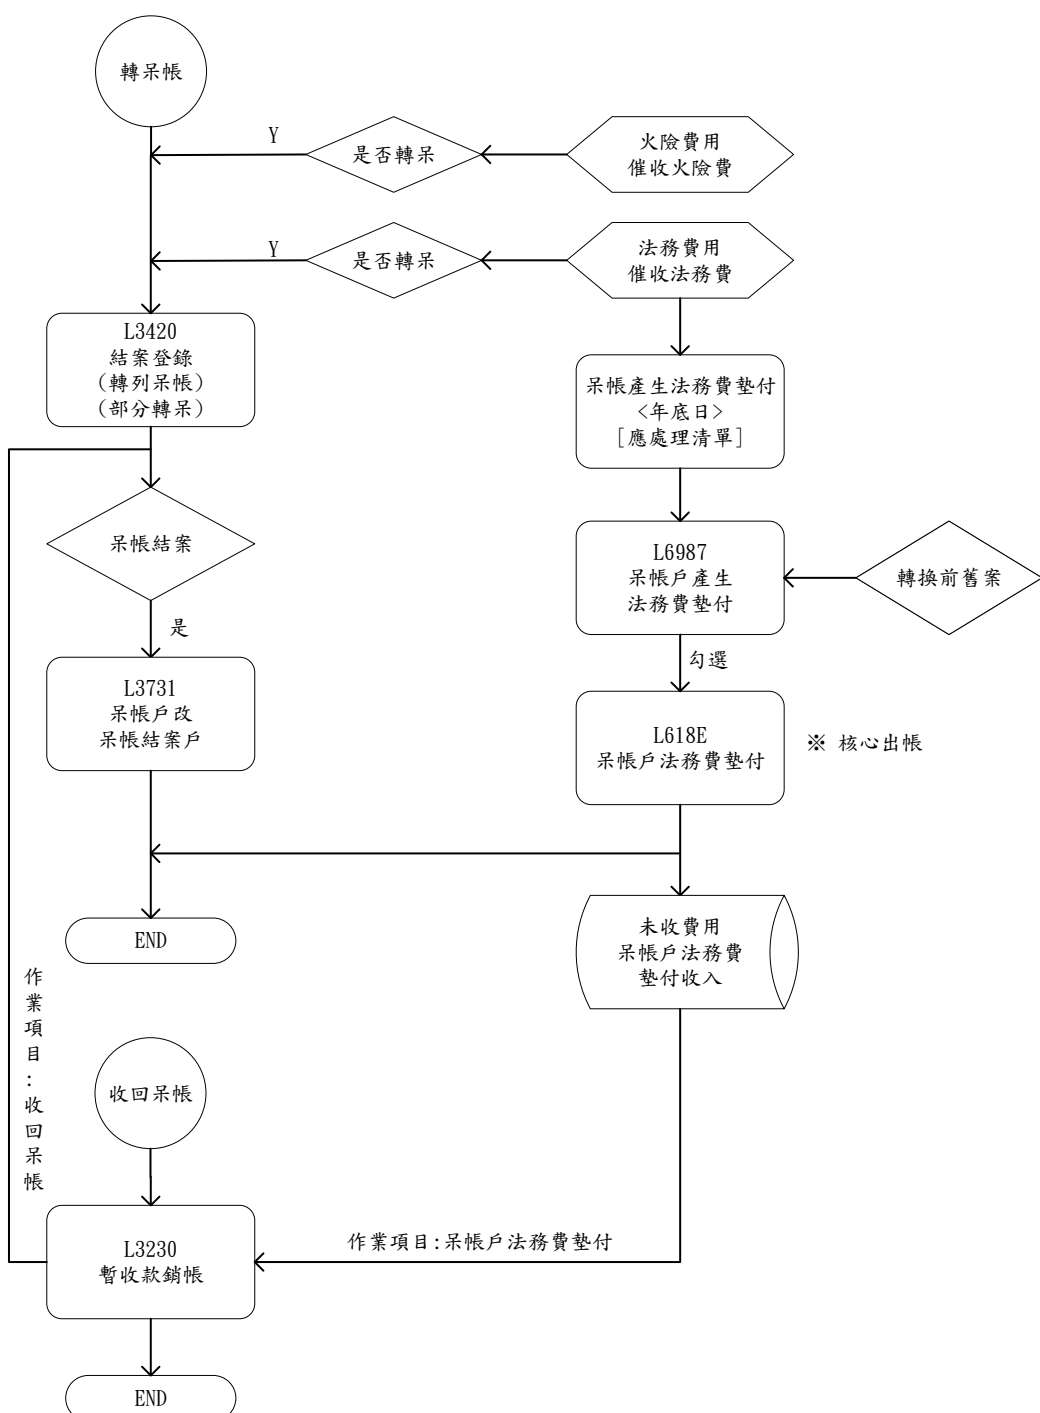 轉呆帳
Y
是否轉呆
火險費用
催收火險費
Y
是否轉呆
法務費用
催收法務費
L3420
結案登錄
(轉列呆帳)
(部分轉呆)
呆帳產生法務費墊付
<年底日>
[應處理清單]
呆帳結案
L6987
呆帳戶產生
法務費墊付
轉換前舊案
是
勾選
L3731
呆帳戶改
呆帳結案戶
L618E
呆帳戶法務費墊付
※ 核心出帳
END
未收費用
呆帳戶法務費
墊付收入
作業項目:收回呆帳
收回呆帳
作業項目:呆帳戶法務費墊付
L3230
暫收款銷帳
END